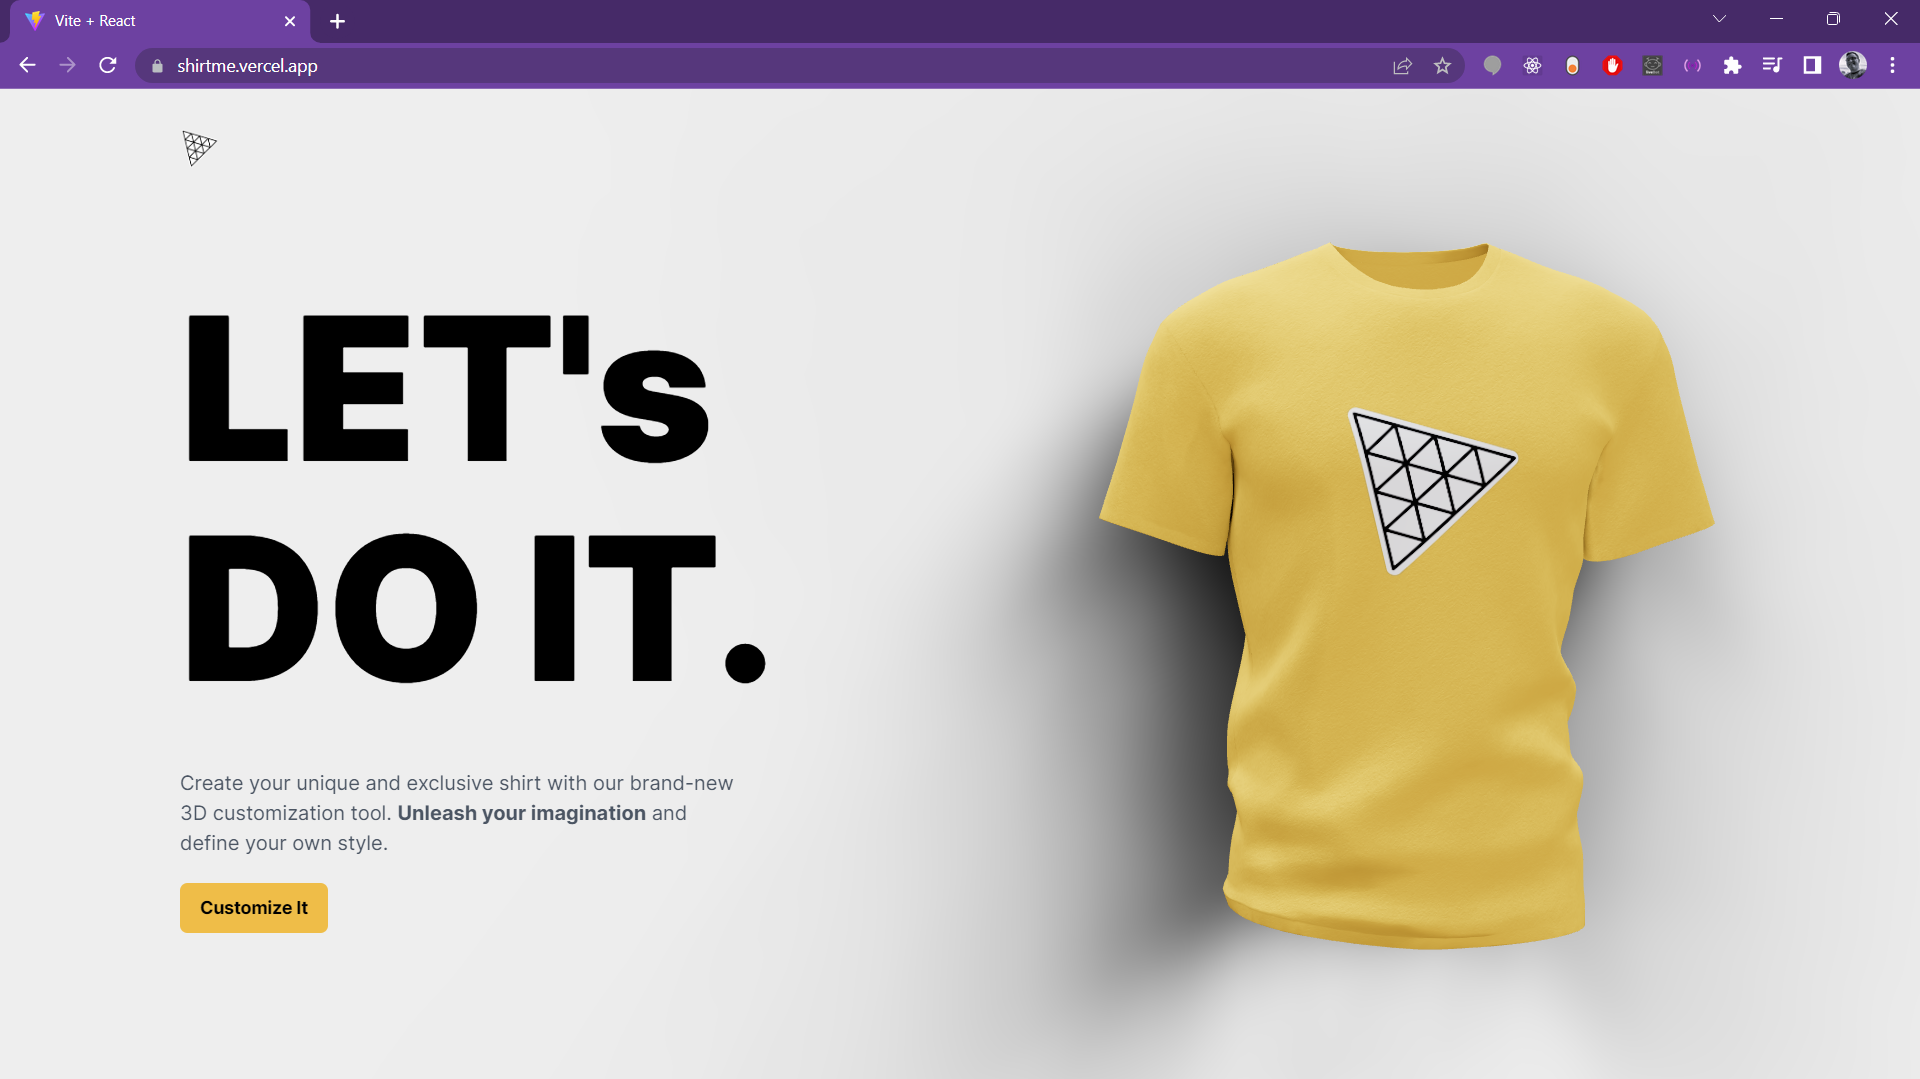 Vite + React
shirtme.vercel.app
LET's
DO IT.
Create your unique and exclusive shirt with our brand-new
3D customization tool. Unleash your imagination and
define your own style.
Customize It